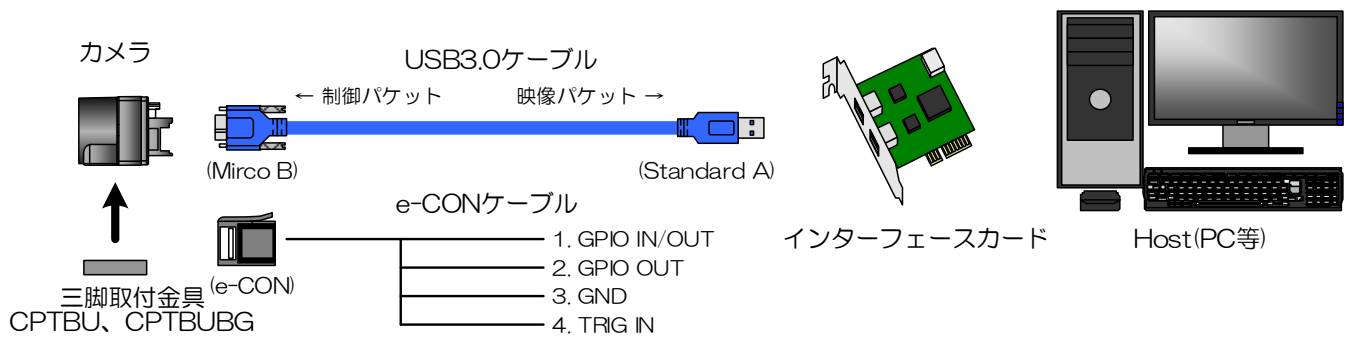 カメラ
USB3.0ケーブル
← 制御パケット 映像パケット →
(Mirco B)
(Standard A)
e-CONケーブル
(e-CON)
1. GPIO IN/OUT
2. GPIO OUT
3. GND
4. TRIG IN
三脚取付金具
CPTBU、CPTBUBG
インターフェースカード
Host(PC等)